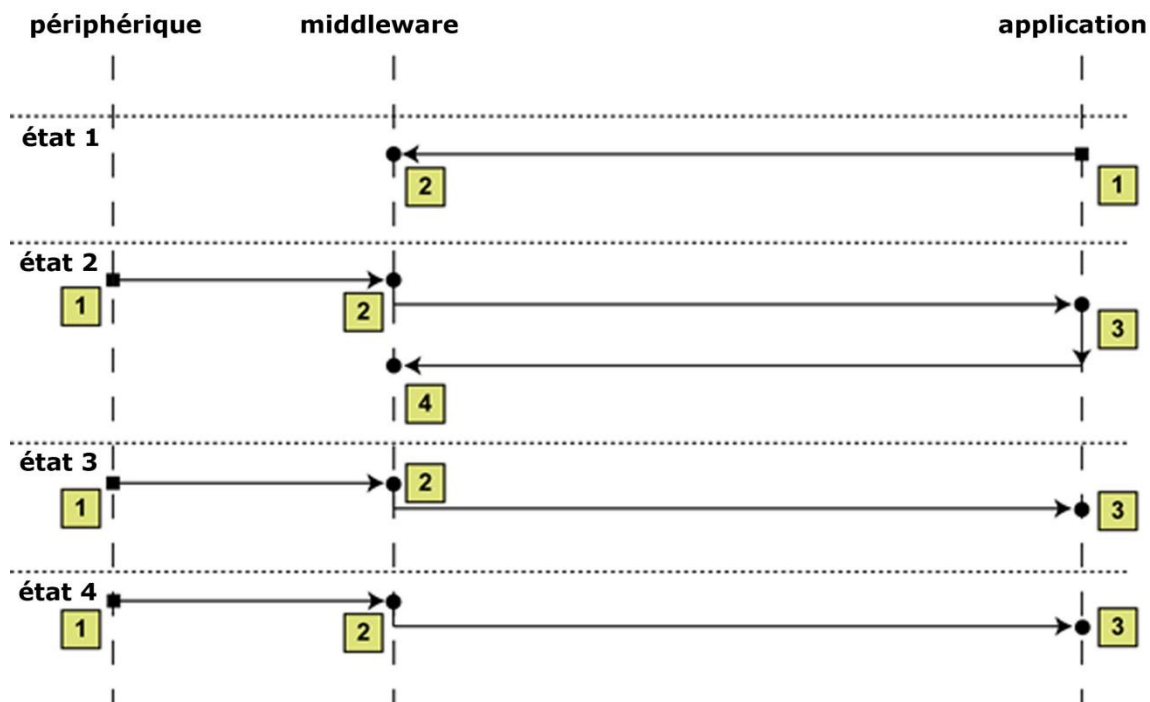 périphérique middleware application
état 1
2 1
état 2
1 2 3
4
état 3
1 2 3
état 4
1 2 3